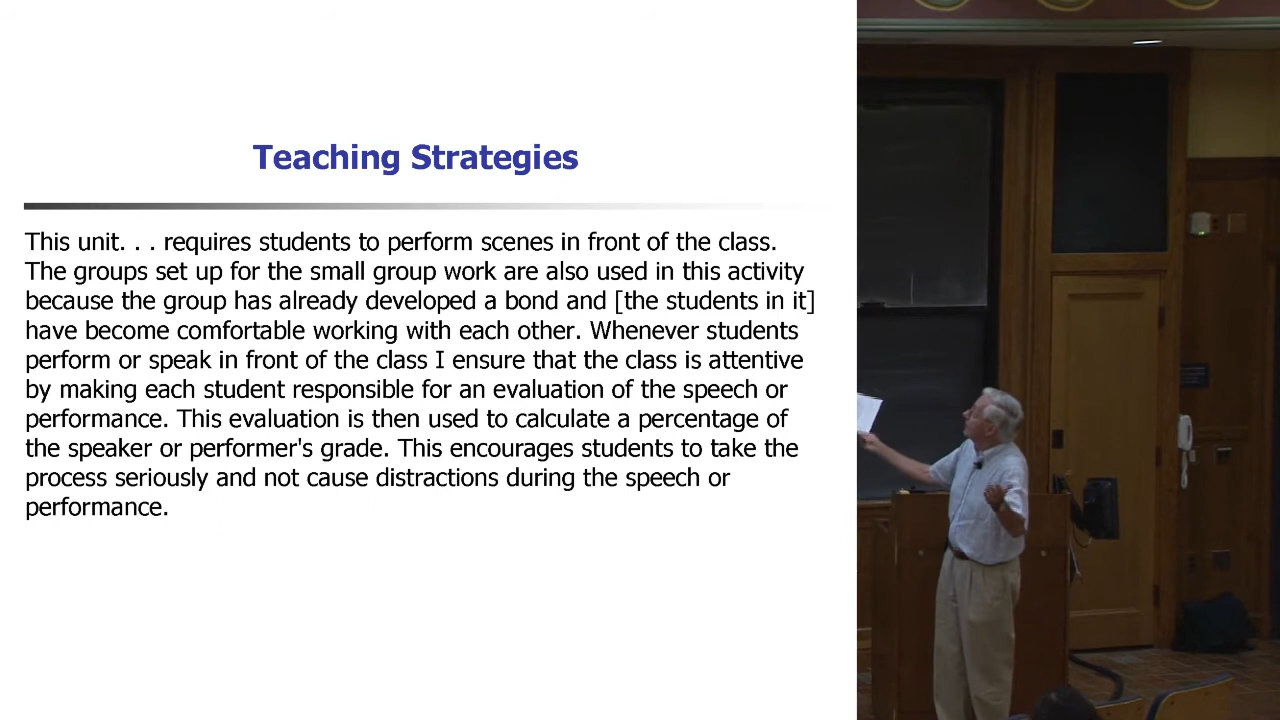 Teaching Strategies
This unit. . . requires students to perform scenes in front of the class.
The groups set up for the small group work are also used in this activity
because the group has already developed a bond and [the students in it]
have become comfortable working with each other. Whenever students
perform or speak in front of the class I ensure that the class is attentive
by making each student responsible for an evaluation of the speech or
performance. This evaluation is then used to calculate a percentage of
the speaker or performer's grade. This encourages students to take the
process seriously and not cause distractions during the speech or
performance.